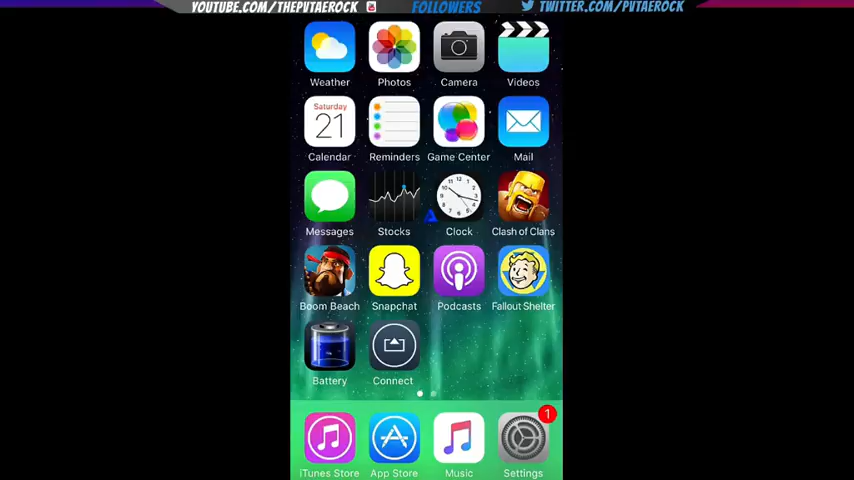 YOUTUBE.COM/THEPVTAEROCK FOLLOWERS TWITTER.COM/PVTAEROCK
Weather Photos Camera Videos
Saturday
21
Calendar Reminders Game Center Mail
Messages Stocks Clock Clash of Clans
Boom Beach Snapchat Podcasts Fallout Shelter
Battery Connect
1
iTunes Store App Store Music Settings